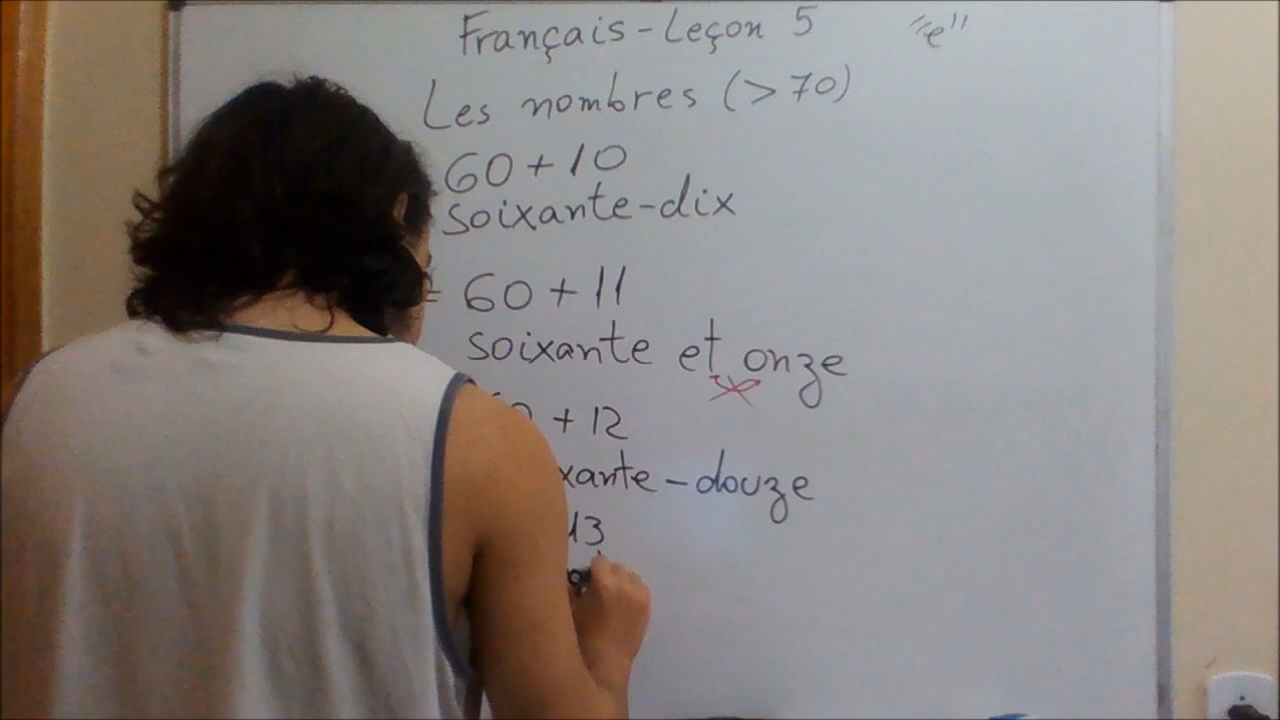 Français - Leçon 5 "e"
Les nombres (> 70)
60 + 10
soixante-dix
= 60 + 11
soixante et onze
+ 12
xante - douze
13